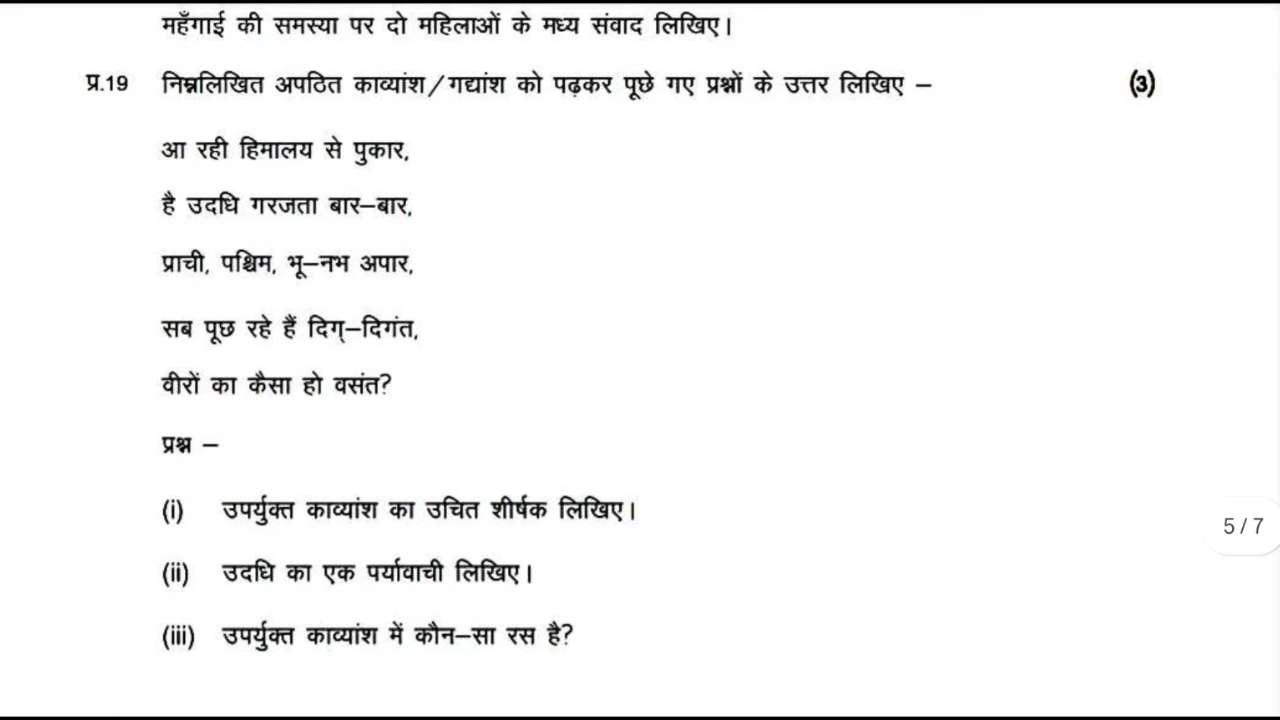 महँगाई की समस्या पर दो महिलाओं के मध्य संवाद लिखिए।
प्र.19 निम्नलिखित अपठित काव्यांश/गद्यांश को पढ़कर पूछे गए प्रश्नों के उत्तर लिखिए – (3)
आ रही हिमालय से पुकार,
है उदधि गरजता बार–बार,
प्राची, पश्चिम, भू–नभ अपार,
सब पूछ रहे हैं दिग्–दिगंत,
वीरों का कैसा हो वसंत?
प्रश्न –
(i) उपर्युक्त काव्यांश का उचित शीर्षक लिखिए।
(ii) उदधि का एक पर्यावाची लिखिए।
5/7
(iii) उपर्युक्त काव्यांश में कौन–सा रस है?